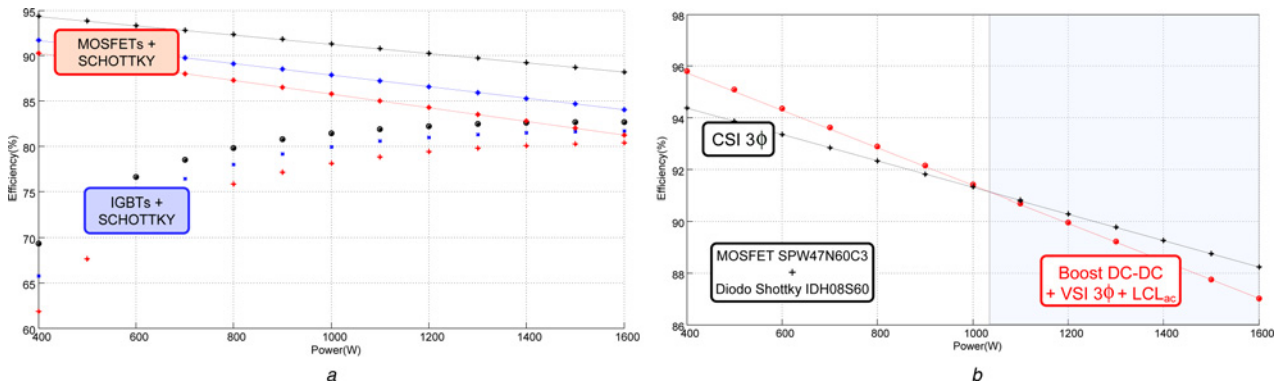 95
90
85
80
75
70
65
60
Efficiency(%)
MOSFETs +
SCHOTTKY
IGBTs +
SCHOTTKY
400
600
800
1000
1200
1400
1600
Power(W)
a
98
96
94
92
90
88
86
Efficiency(%)
CSI 3ϕ
MOSFET SPW47N60C3
+
Diodo Shottky IDH08S60
Boost DC-DC
+ VSI 3ϕ + LCLac
400
600
800
1000
1200
1400
1600
Power(W)
b